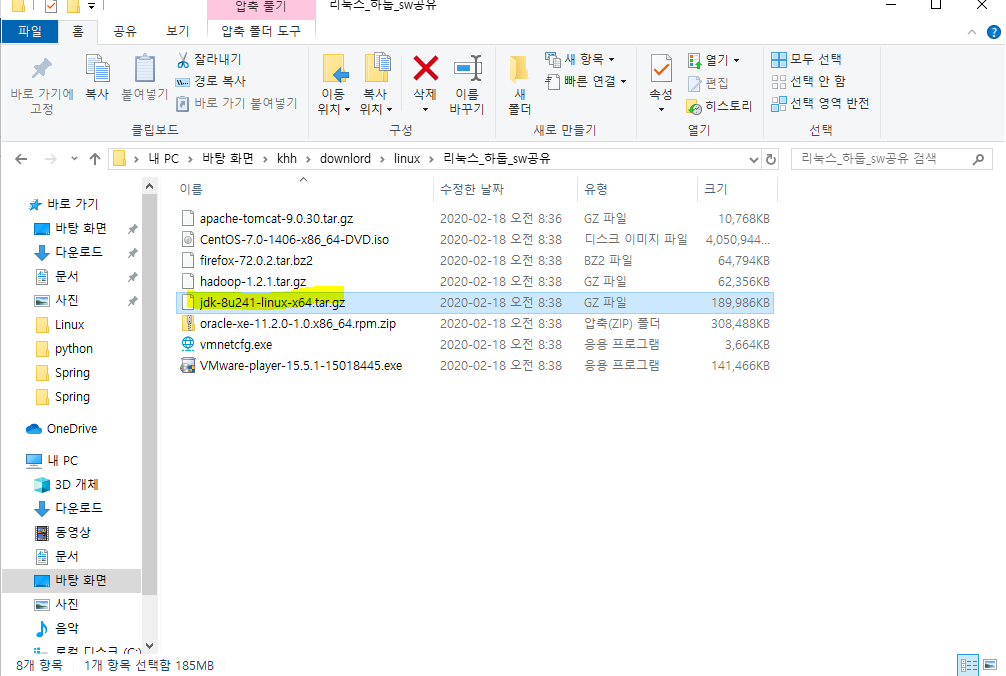 압축 풀기
리눅스_하둡_sw공유
파일
홈
공유
보기
압축 폴더 도구
바로 가기에
고정
복사
붙여넣기
잘라내기
경로 복사
바로 가기 붙여넣기
클립보드
이동
위치
복사
위치
삭제
이름
바꾸기
구성
새
폴더
새 항목
빠른 연결
새로 만들기
속성
열기
편집
히스토리
열기
모두 선택
선택 안 함
선택 영역 반전
선택
내 PC > 바탕 화면 > khh > downlord > linux > 리눅스_하둡_sw공유
리눅스_하둡_sw공유 검색
바로 가기
바탕 화면
다운로드
문서
사진
Linux
python
Spring
Spring
OneDrive
내 PC
3D 개체
다운로드
동영상
문서
바탕 화면
사진
음악
로컬 디스크 (C:)
이름 수정한 날짜 유형 크기
apache-tomcat-9.0.30.tar.gz 2020-02-18 오전 8:36 GZ 파일 10,768KB
CentOS-7.0-1406-x86_64-DVD.iso 2020-02-18 오전 8:38 디스크 이미지 파일 4,050,944...
firefox-72.0.2.tar.bz2 2020-02-18 오전 8:38 BZ2 파일 64,794KB
hadoop-1.2.1.tar.gz 2020-02-18 오전 8:38 GZ 파일 62,356KB
jdk-8u241-linux-x64.tar.gz 2020-02-18 오전 8:38 GZ 파일 189,986KB
oracle-xe-11.2.0-1.0.x86_64.rpm.zip 2020-02-18 오전 8:38 압축(ZIP) 폴더 308,488KB
vmnetcfg.exe 2020-02-18 오전 8:38 응용 프로그램 3,664KB
VMware-player-15.5.1-15018445.exe 2020-02-18 오전 8:38 응용 프로그램 141,466KB
8개 항목 1개 항목 선택함 185MB